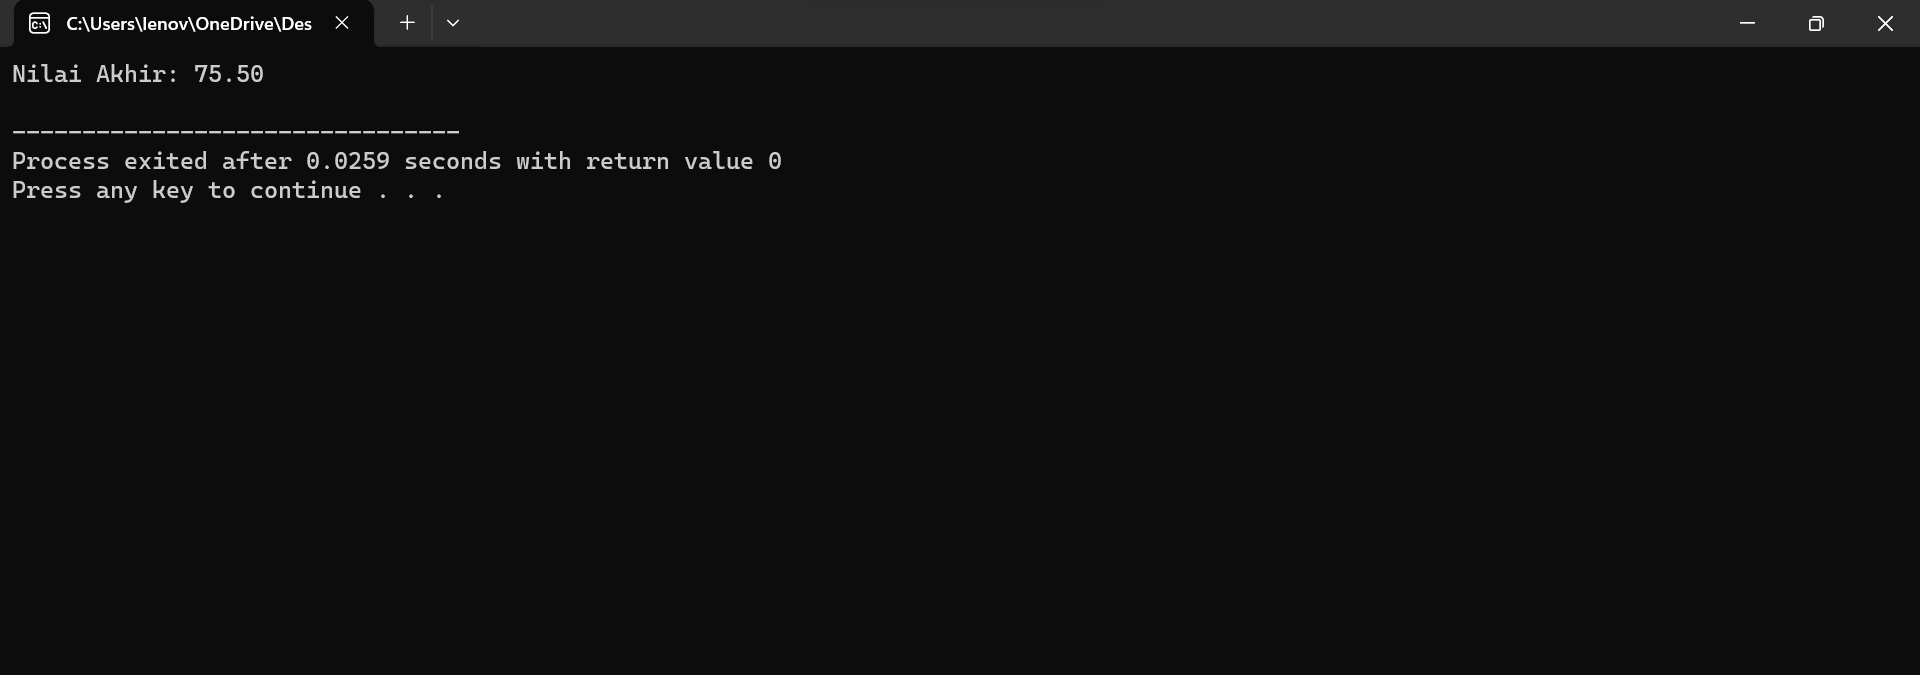 C:\Users\lenov\OneDrive\Des
Nilai Akhir: 75.50
--------------------------------
Process exited after 0.0259 seconds with return value 0
Press any key to continue . . .